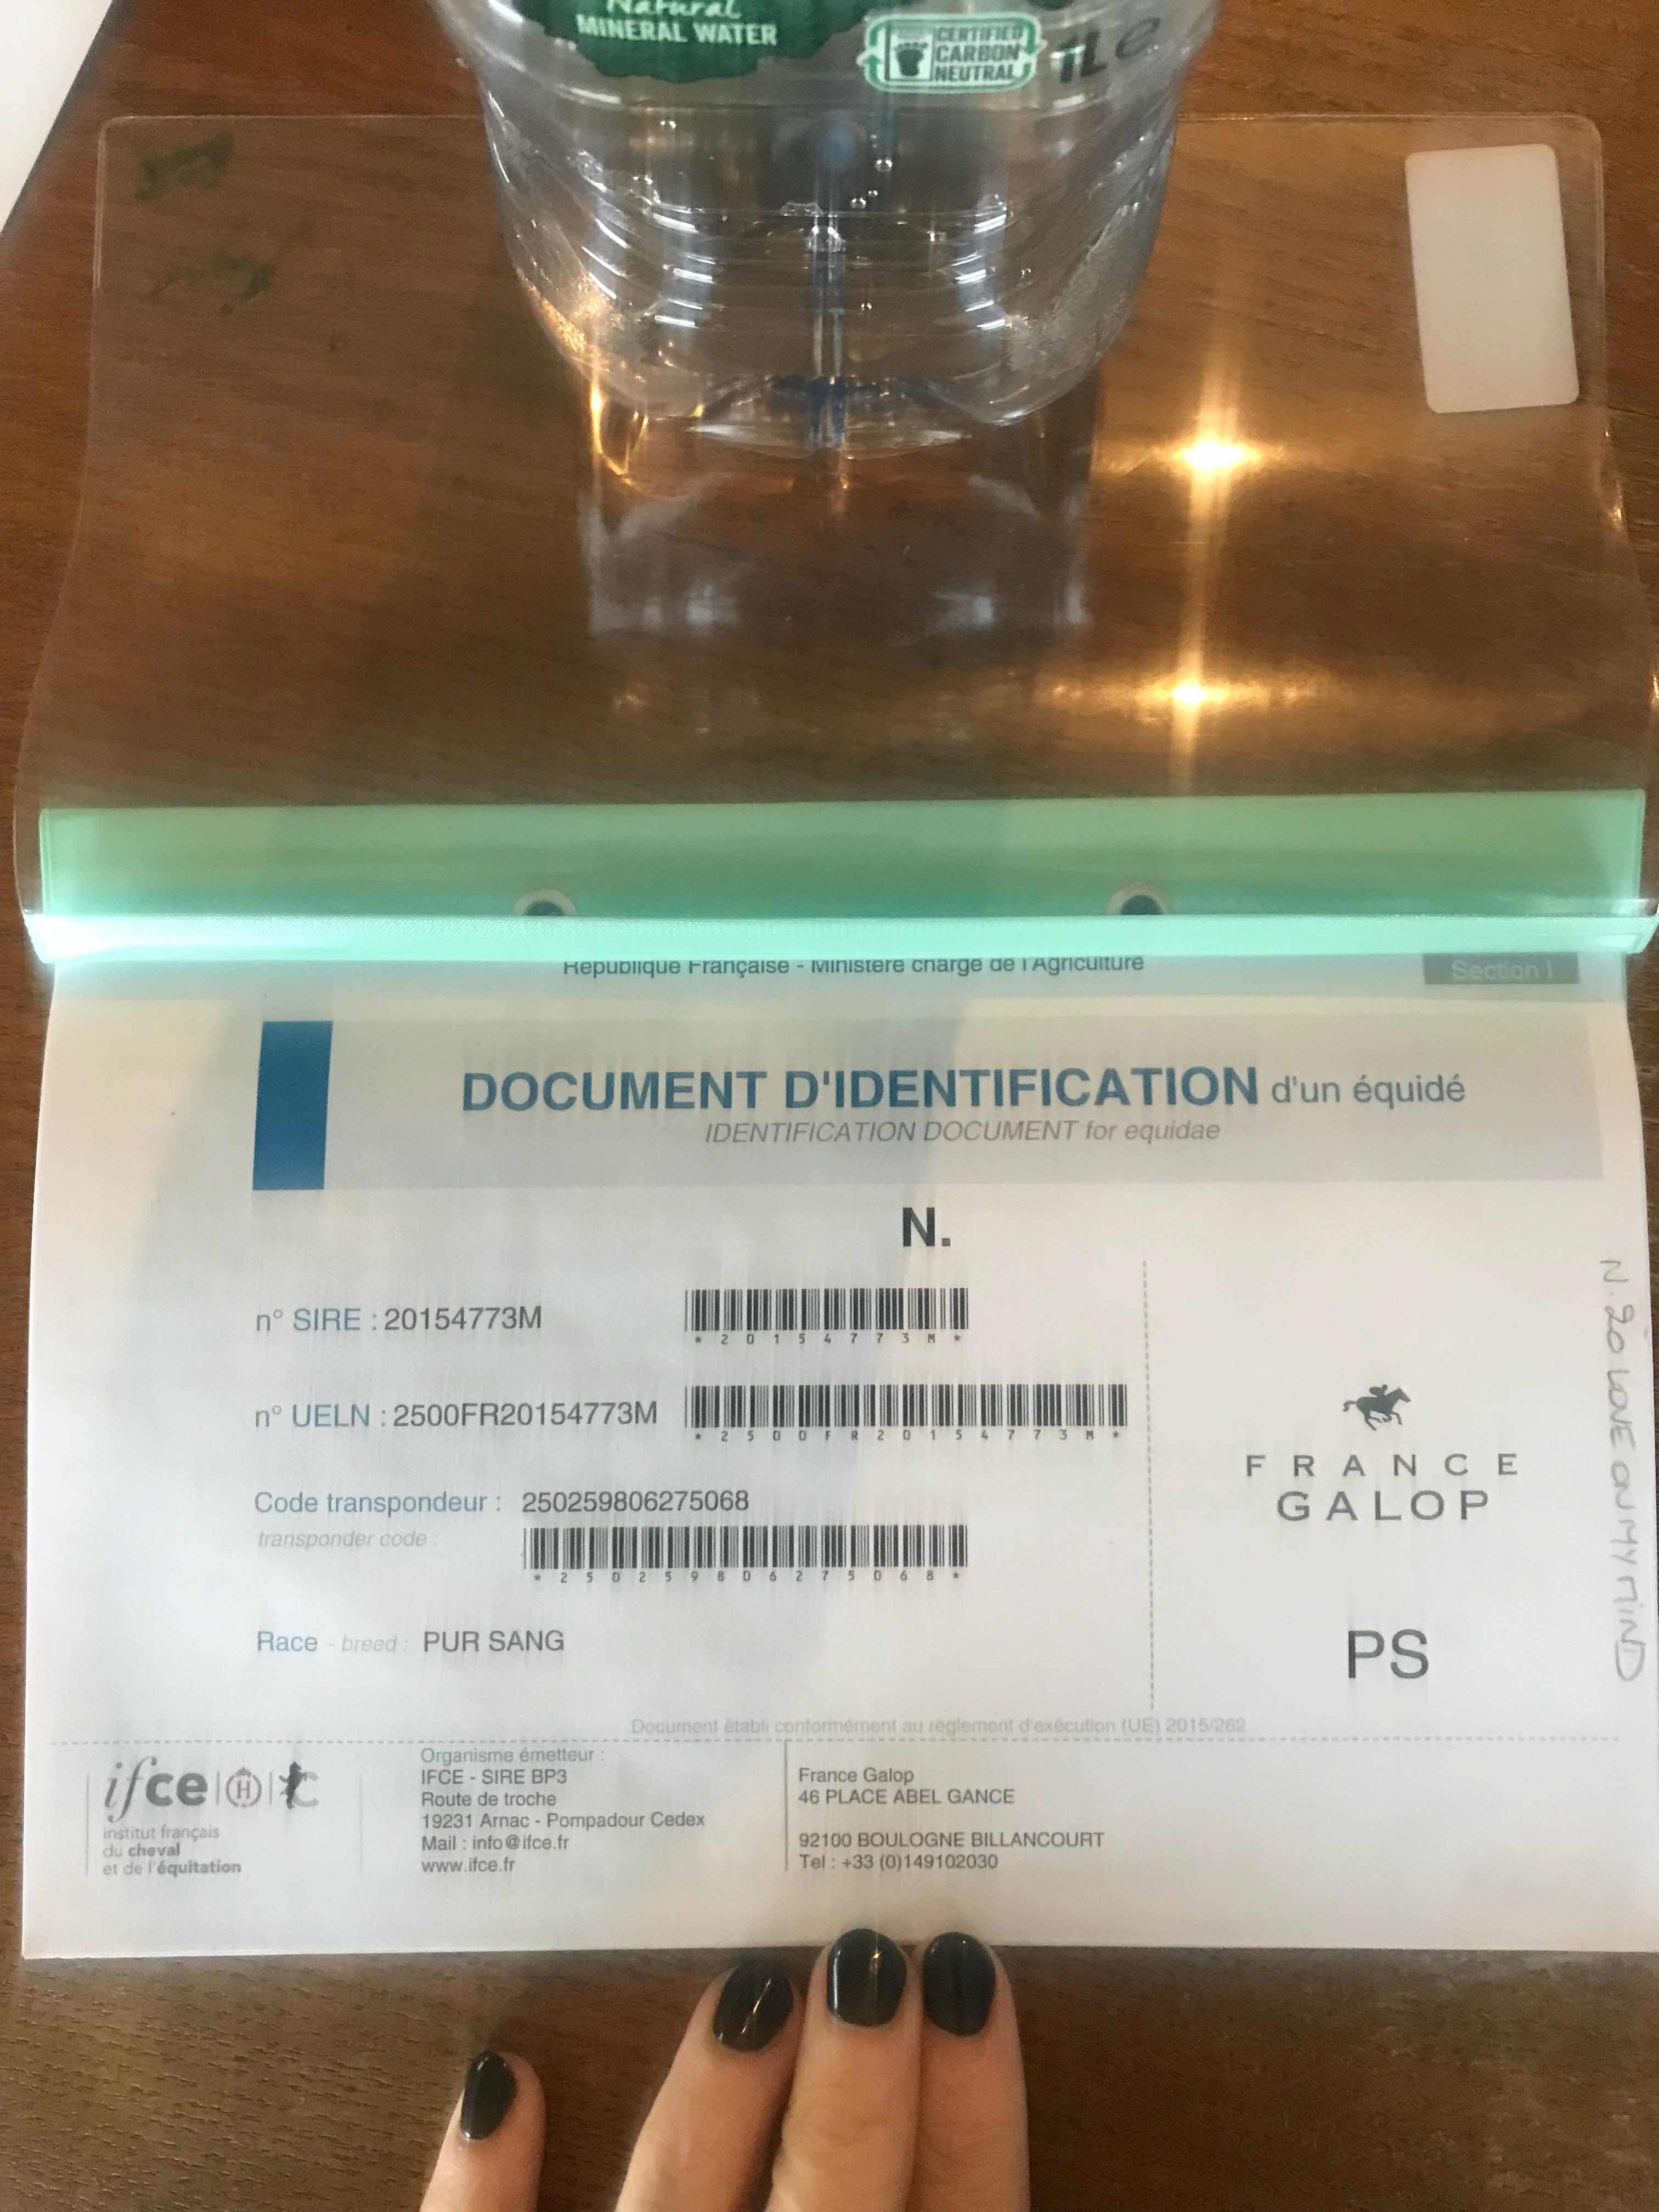 Natural
MINERAL WATER
CERTIFIED
CARBON
NEUTRAL
1L e
République Française - Ministère chargé de l'Agriculture
Section I
DOCUMENT D'IDENTIFICATION d'un équidé
IDENTIFICATION DOCUMENT for equidae
N.
n° SIRE : 20154773M
*20154773M*
n° UELN : 2500FR20154773M
*2500FR20154773M*
Code transpondeur : 250259806275068
transponder code :
*250259806275068*
Race - breed : PUR SANG
FRANCE
GALOP
PS
N. 20 LOVE ON MY MIND
Document établi conformément au règlement d'exécution (UE) 2015/262
ifce
institut français
du cheval
et de l'équitation
Organisme émetteur :
IFCE - SIRE BP3
Route de troche
19231 Arnac - Pompadour Cedex
Mail : info@ifce.fr
www.ifce.fr
France Galop
46 PLACE ABEL GANCE
92100 BOULOGNE BILLANCOURT
Tel : +33 (0)149102030